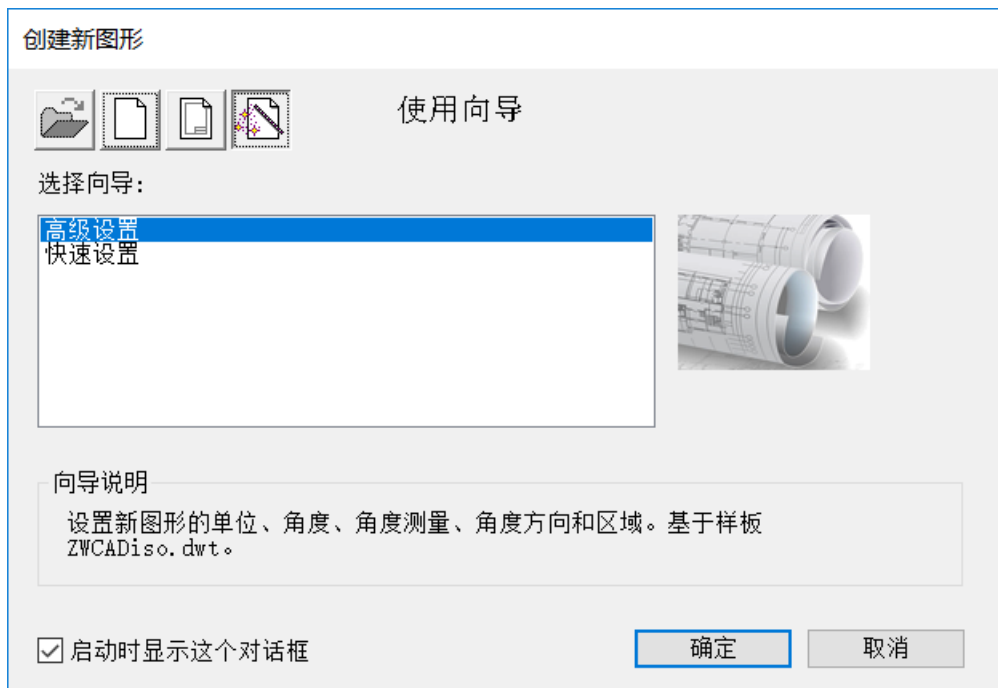 创建新图形
使用向导
选择向导:
高级设置
快速设置
向导说明
设置新图形的单位、角度、角度测量、角度方向和区域。基于样板
ZWCADiso.dwt。
启动时显示这个对话框
确定
取消